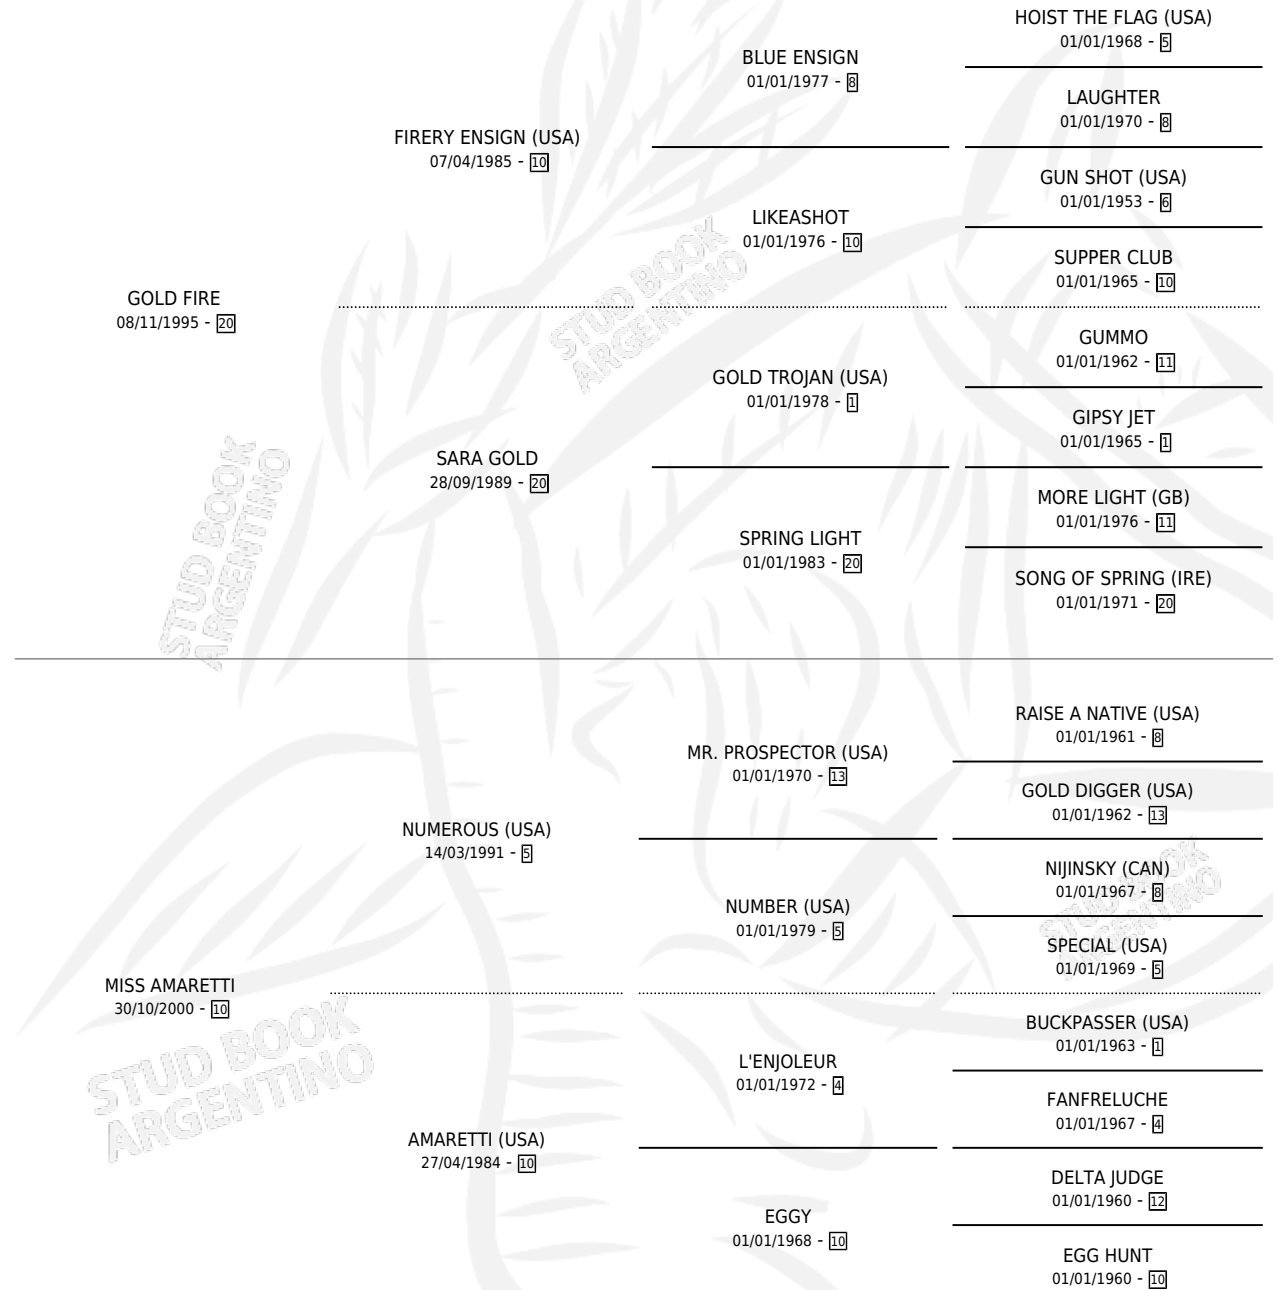 HOIST THE FLAG (USA)
01/01/1968 - 5
BLUE ENSIGN
01/01/1977 - 8
LAUGHTER
01/01/1970 - 8
FIRERY ENSIGN (USA)
07/04/1985 - 10
GUN SHOT (USA)
01/01/1953 - 6
LIKEASHOT
01/01/1976 - 10
SUPPER CLUB
01/01/1965 - 10
GOLD FIRE
08/11/1995 - 20
STUD BOOK
ARGENTINO
GUMMO
01/01/1962 - 11
GOLD TROJAN (USA)
01/01/1978 - 1
GIPSY JET
01/01/1965 - 1
SARA GOLD
28/09/1989 - 20
MORE LIGHT (GB)
01/01/1976 - 11
SPRING LIGHT
01/01/1983 - 20
SONG OF SPRING (IRE)
01/01/1971 - 20
STUD BOOK
ARGENTINO
RAISE A NATIVE (USA)
01/01/1961 - 8
MR. PROSPECTOR (USA)
01/01/1970 - 13
GOLD DIGGER (USA)
01/01/1962 - 13
NUMEROUS (USA)
14/03/1991 - 5
NIJINSKY (CAN)
01/01/1967 - 8
STUD BOOK
ARGENTINO
NUMBER (USA)
01/01/1979 - 5
SPECIAL (USA)
01/01/1969 - 5
MISS AMARETTI
30/10/2000 - 10
STUD BOOK
ARGENTINO
BUCKPASSER (USA)
01/01/1963 - 1
L'ENJOLEUR
01/01/1972 - 4
FANFRELUCHE
01/01/1967 - 4
AMARETTI (USA)
27/04/1984 - 10
DELTA JUDGE
01/01/1960 - 12
EGGY
01/01/1968 - 10
EGG HUNT
01/01/1960 - 10